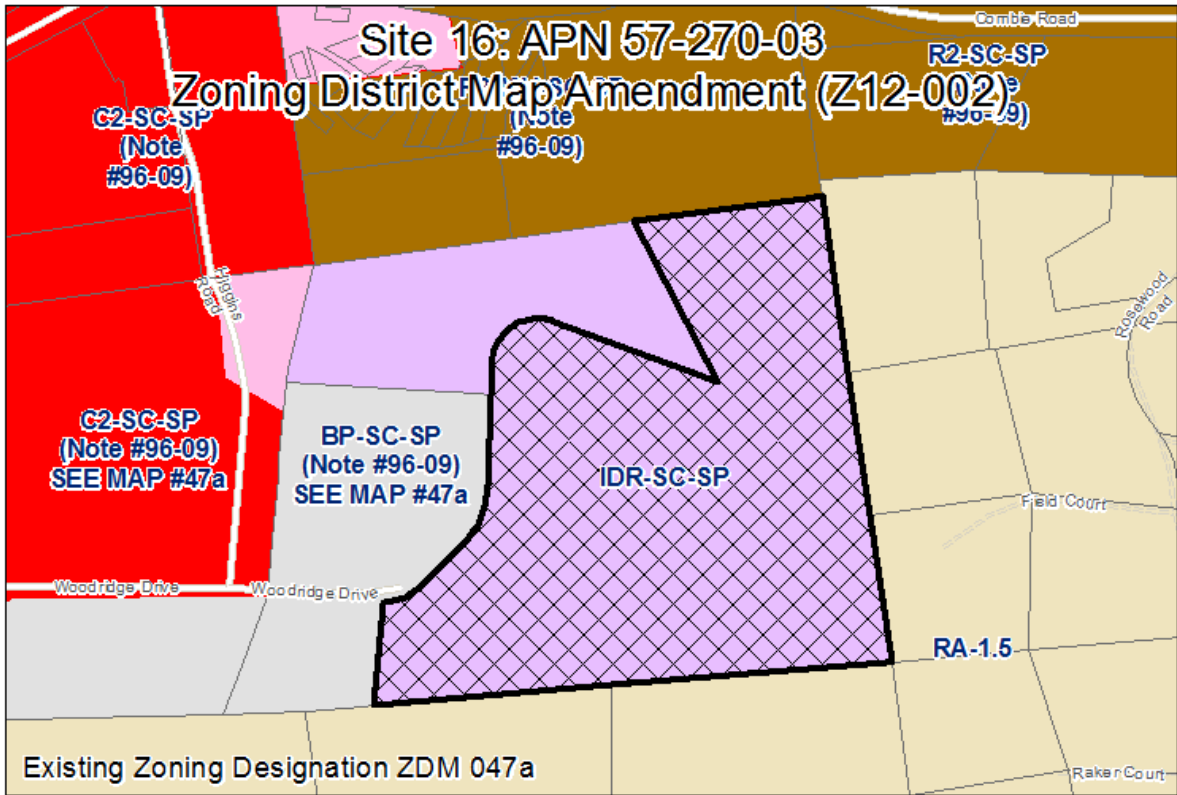 Combie Road
Site 16: APN 57-270-03
Zoning District Map Amendment (Z12-002)
R2-SC-SP
#96-09)
C2-SC-SP
(Note
#96-09)
(Note
#96-09)
Higgins
Road
Rosewood
Road
C2-SC-SP
(Note #96-09)
SEE MAP #47a
BP-SC-SP
(Note #96-09)
SEE MAP #47a
IDR-SC-SP
Field Court
Woodridge Drive
Woodridge Drive
RA-1.5
Existing Zoning Designation ZDM 047a
Raker Court